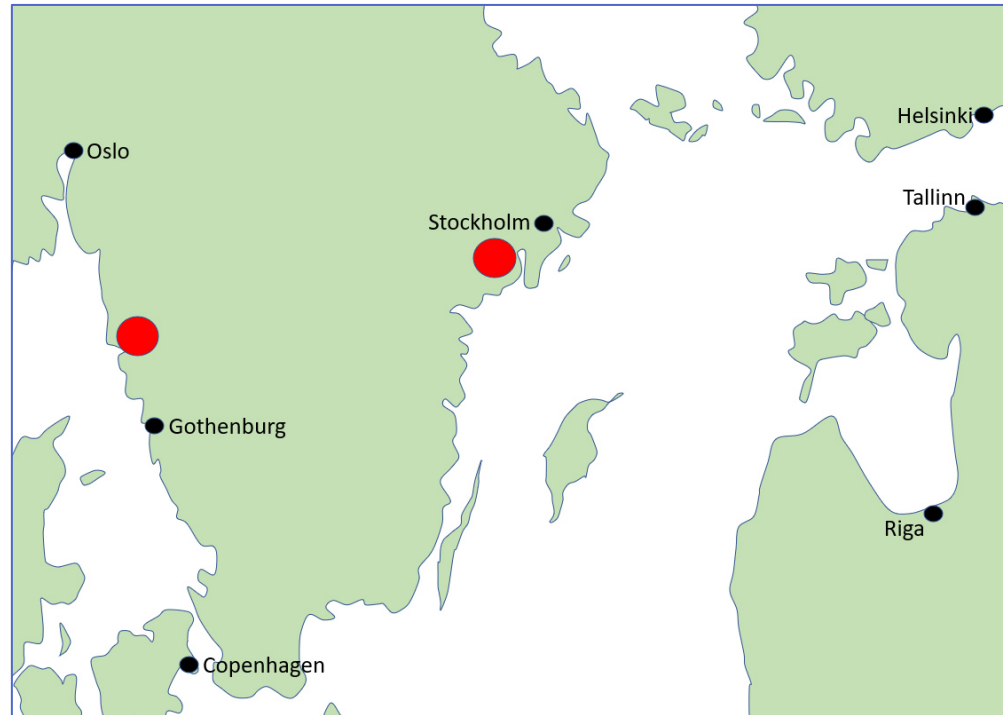 Helsinki
Oslo
Tallinn
Stockholm
Gothenburg
Riga
Copenhagen